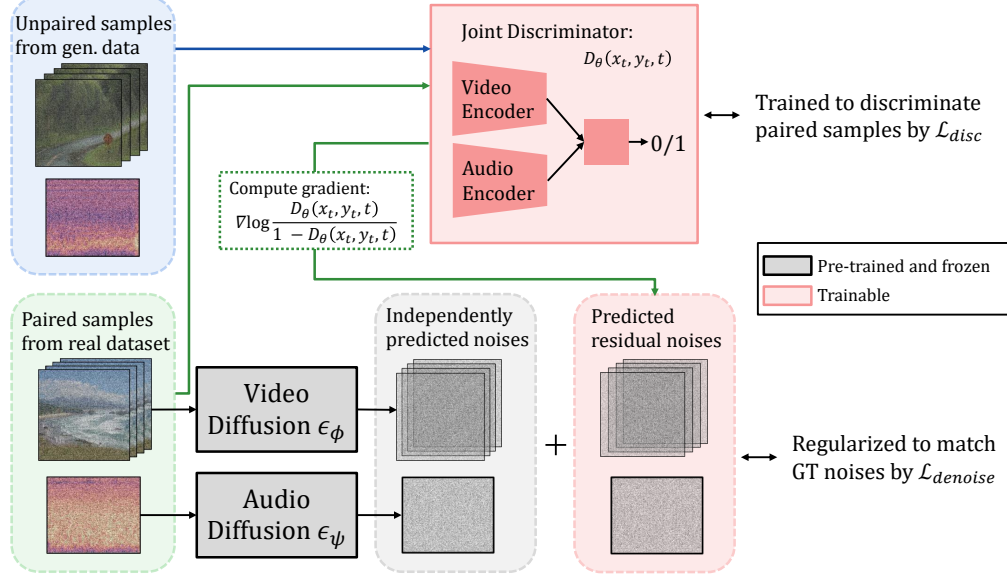 Unpaired samples
from gen. data
Joint Discriminator:
D_θ(x_t, y_t, t)
Video
Encoder
Audio
Encoder
0/1
Trained to discriminate
paired samples by ℒ_disc
Compute gradient:
∇log D_θ(x_t, y_t, t) / 1 − D_θ(x_t, y_t, t)
Pre-trained and frozen
Trainable
Paired samples
from real dataset
Independently
predicted noises
Predicted
residual noises
Video
Diffusion ϵ_ϕ
+
Audio
Diffusion ϵ_ψ
Regularized to match
GT noises by ℒ_denoise